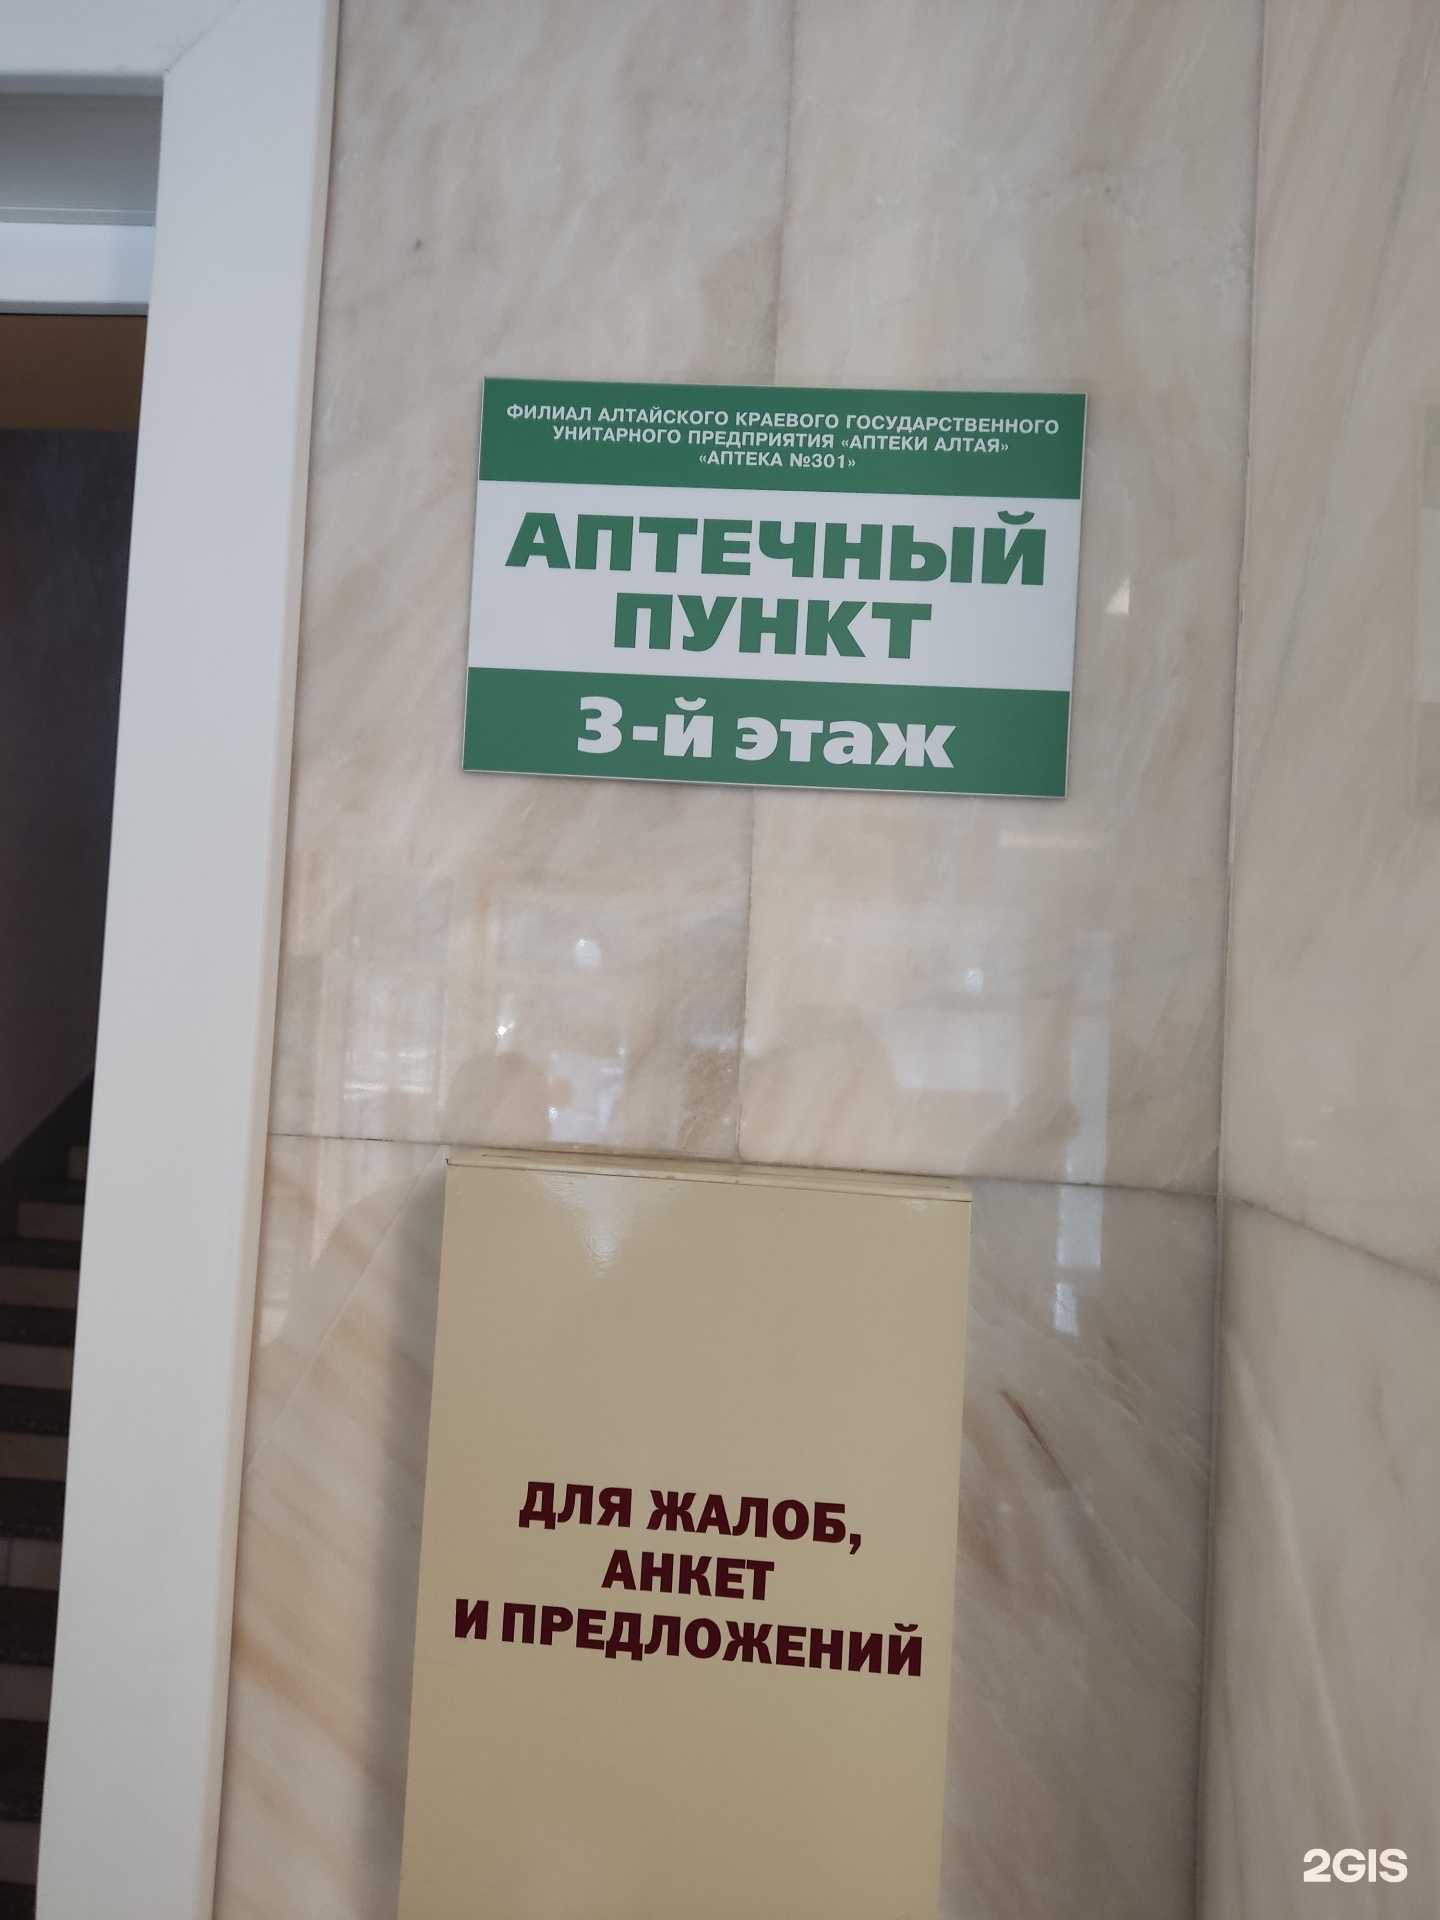 ФИЛИАЛ АЛТАЙСКОГО КРАЕВОГО ГОСУДАРСТВЕННОГО
УНИТАРНОГО ПРЕДПРИЯТИЯ «АПТЕКИ АЛТАЯ»
«АПТЕКА №301»
АПТЕЧНЫЙ
ПУНКТ
3-й этаж
ДЛЯ ЖАЛОБ,
АНКЕТ
И ПРЕДЛОЖЕНИЙ
2GIS